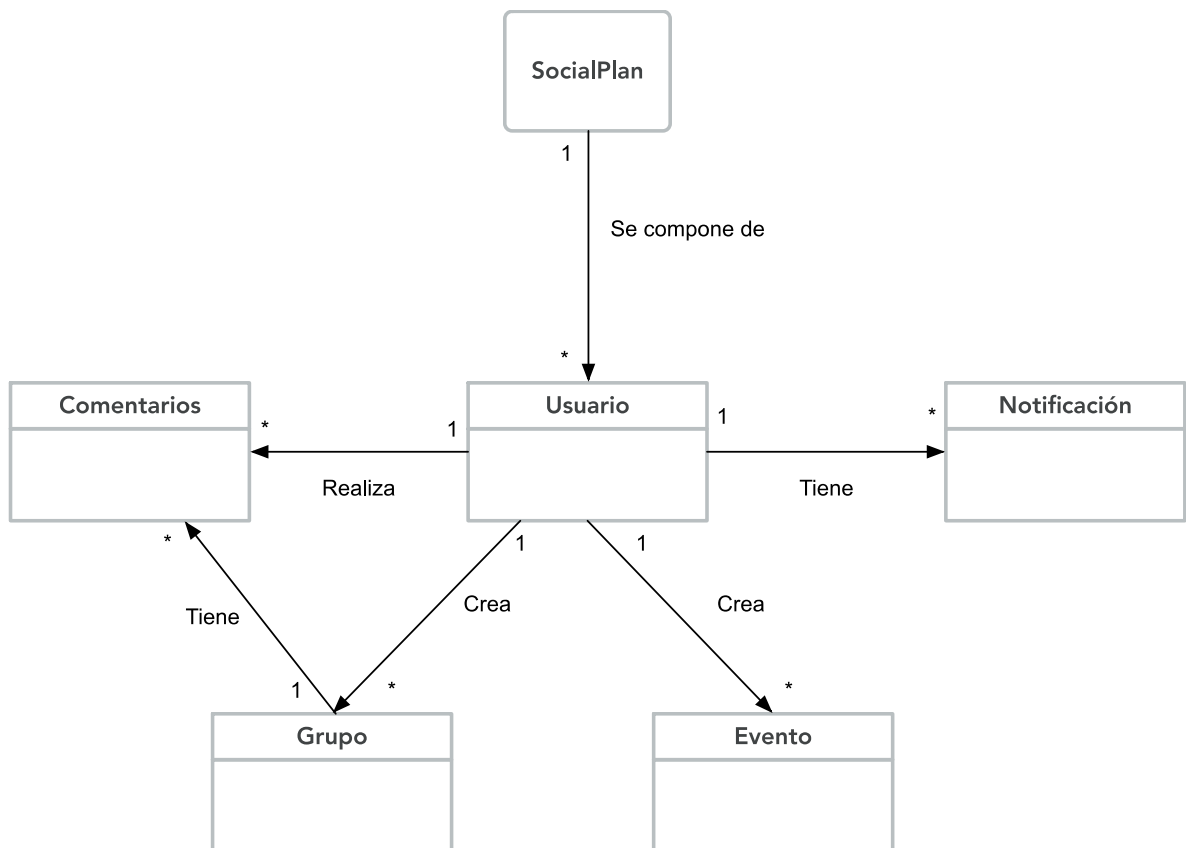 SocialPlan
1
Se compone de
*
Comentarios
Usuario
Notificación
*
1
1
*
Realiza
Tiene
*
1
1
Tiene
Crea
Crea
1
*
*
Grupo
Evento